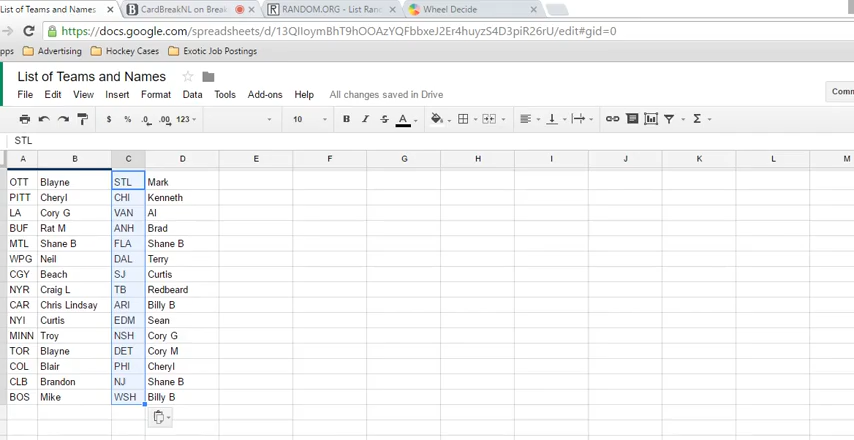 List of Teams and Names
CardBreakNL on Break
RANDOM.ORG - List Ran
Wheel Decide
https://docs.google.com/spreadsheets/d/13QIIoymBhT9hOOAzYQFbbxeJ2Er4huyzS4D3piR26rU/edit#gid=0
pps Advertising Hockey Cases Exotic Job Postings
List of Teams and Names
File Edit View Insert Format Data Tools Add-ons Help All changes saved in Drive
Comm
$ % .0 .00 123 10 B I S A
STL
A B C D E F G H I J K L M
OTT Blayne STL Mark
PITT Cheryl CHI Kenneth
LA Cory G VAN Al
BUF Rat M ANH Brad
MTL Shane B FLA Shane B
WPG Neil DAL Terry
CGY Beach SJ Curtis
NYR Craig L TB Redbeard
CAR Chris Lindsay ARI Billy B
NYI Curtis EDM Sean
MINN Troy NSH Cory G
TOR Blayne DET Cory M
COL Blair PHI Cheryl
CLB Brandon NJ Shane B
BOS Mike WSH Billy B